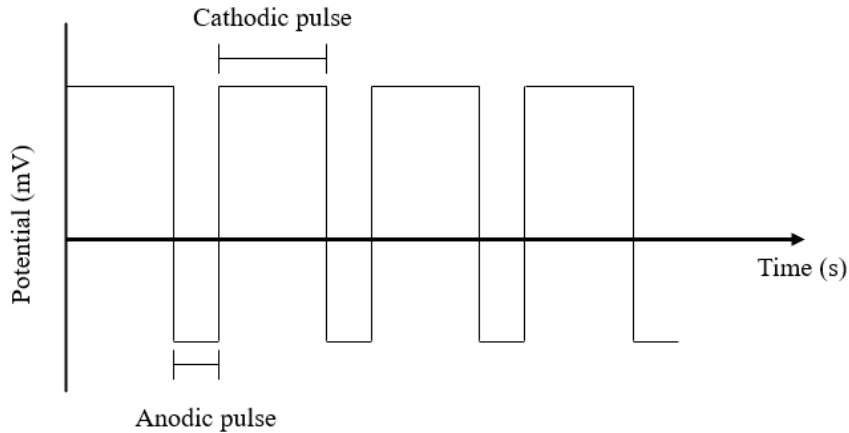 Cathodic pulse
Potential (mV)
Time (s)
Anodic pulse